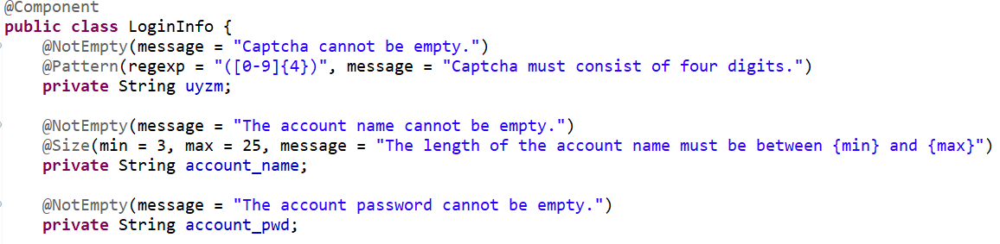 @Component
public class LoginInfo {
    @NotEmpty(message = "Captcha cannot be empty.")
    @Pattern(regexp = "([0-9]{4})", message = "Captcha must consist of four digits.")
    private String uyzm;
    @NotEmpty(message = "The account name cannot be empty.")
    @Size(min = 3, max = 25, message = "The length of the account name must be between {min} and {max}")
    private String account_name;
    @NotEmpty(message = "The account password cannot be empty.")
    private String account_pwd;